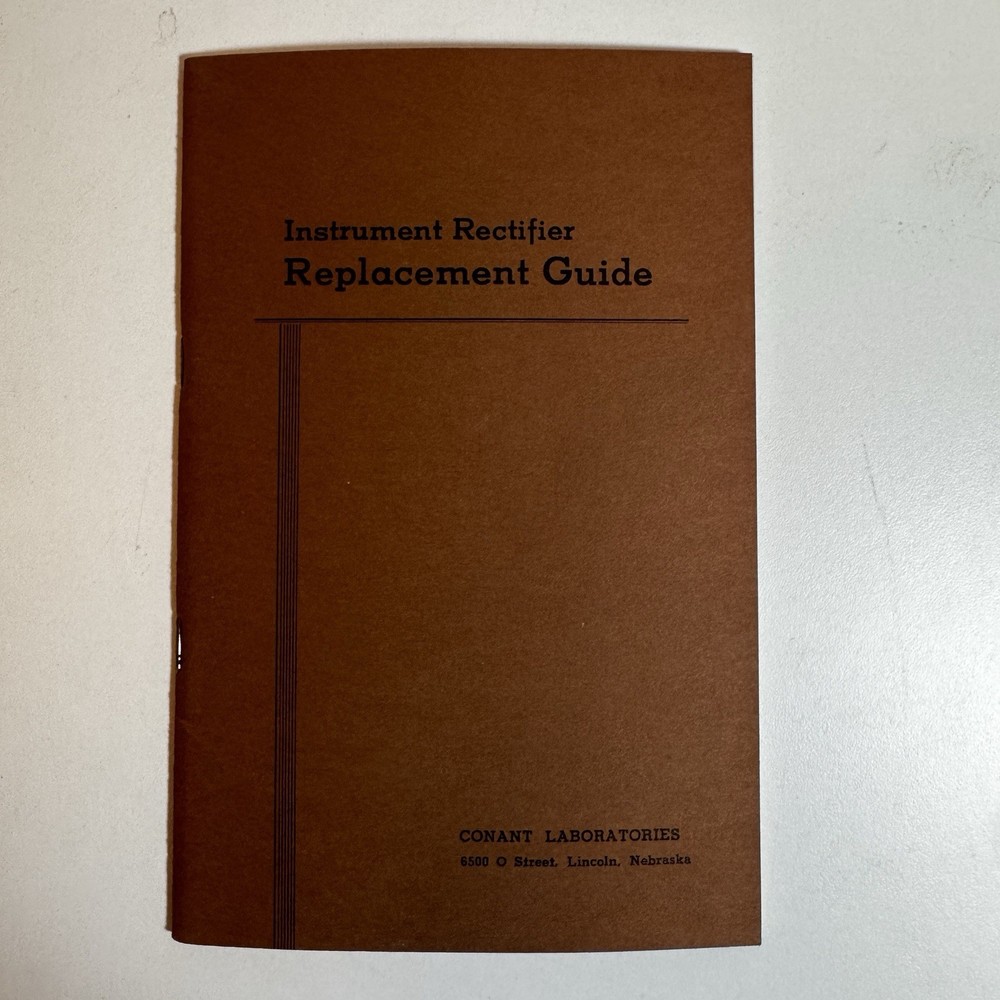 Instrument Rectifier
Replacement Guide
CONANT LABORATORIES
6500 O Street, Lincoln, Nebraska